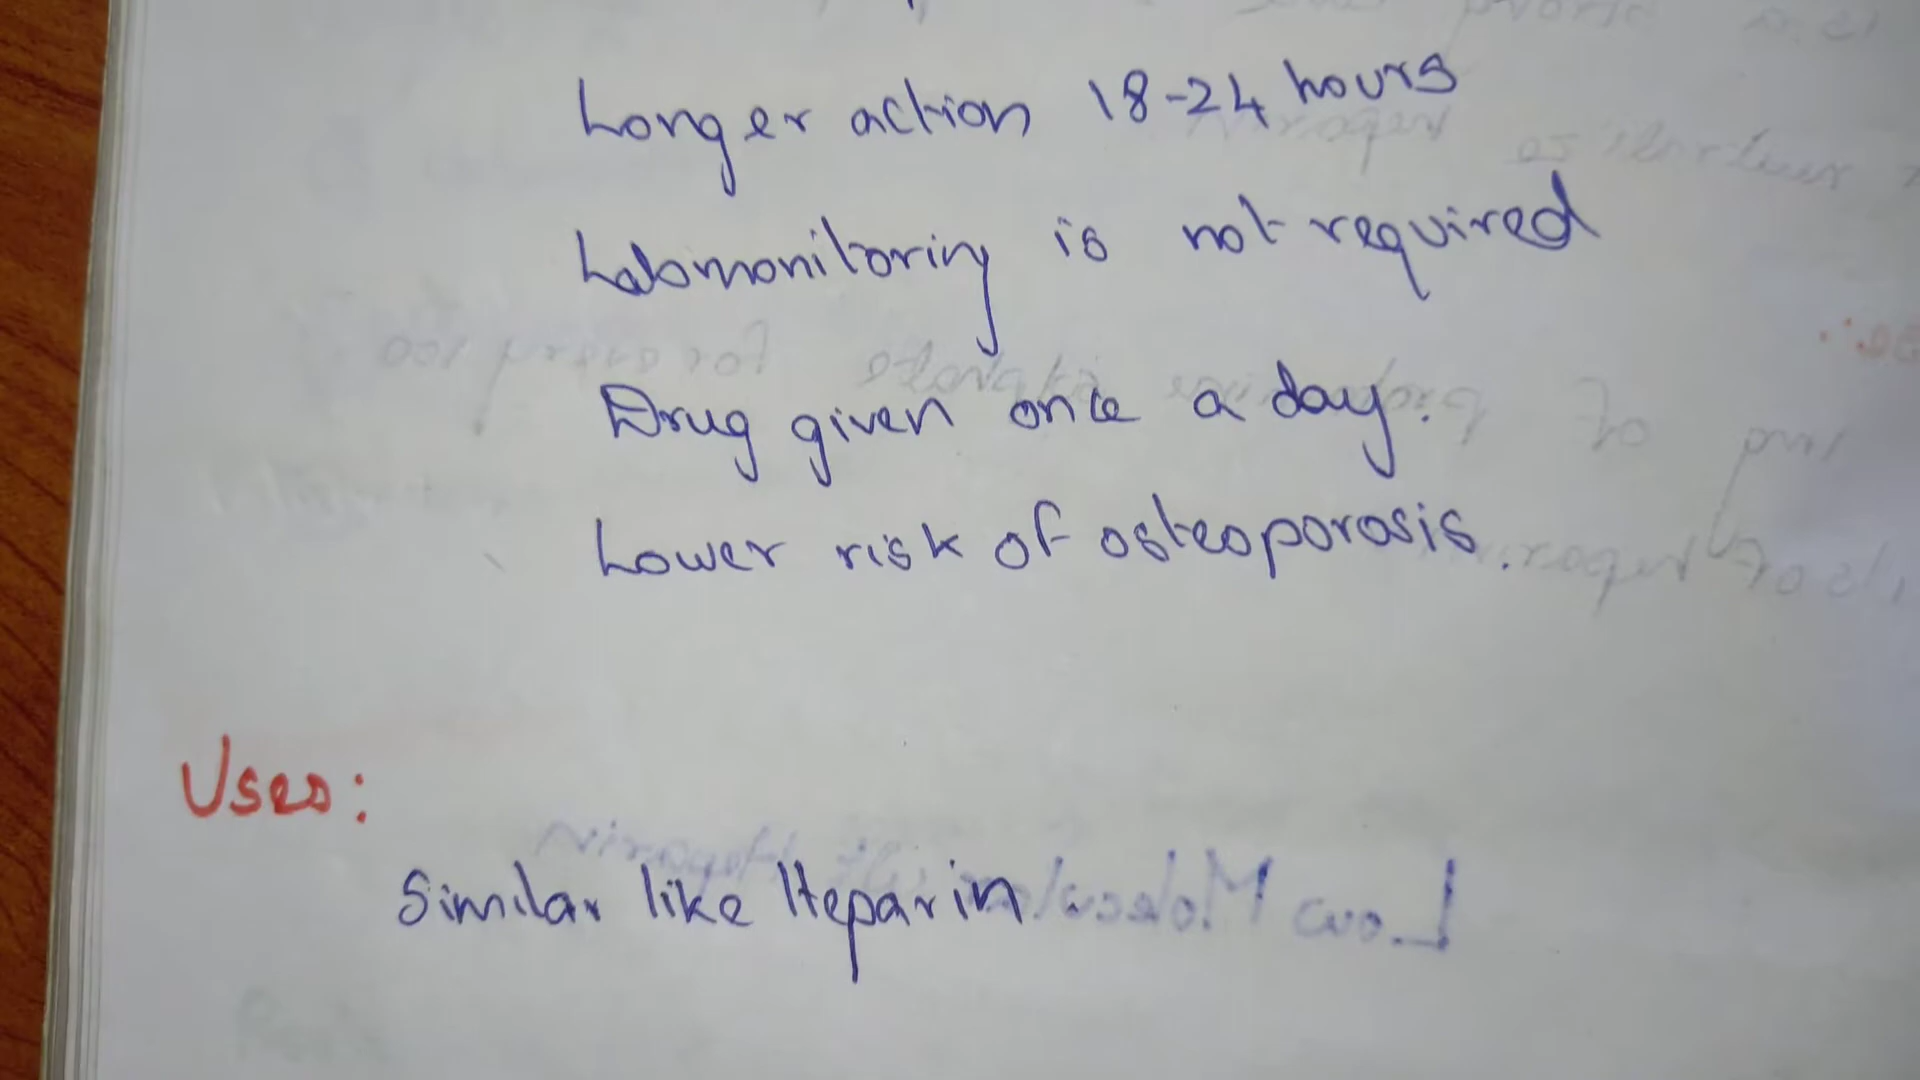 Longer action 18-24 hours
Labmonitoring is not required
Drug given once a day.
Lower risk of osteoporosis.
Uses:
Similar like Heparin.